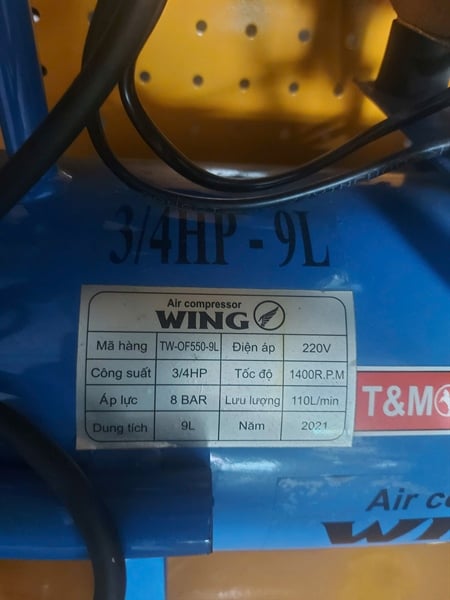 3/4HP - 9L
Air compressor
WING
Mã hàng TW-OF550-9L Điện áp 220V
Công suất 3/4HP Tốc độ 1400R.P.M
Áp lực 8 BAR Lưu lượng 110L/min
Dung tích 9L Năm 2021
T&M
Air co